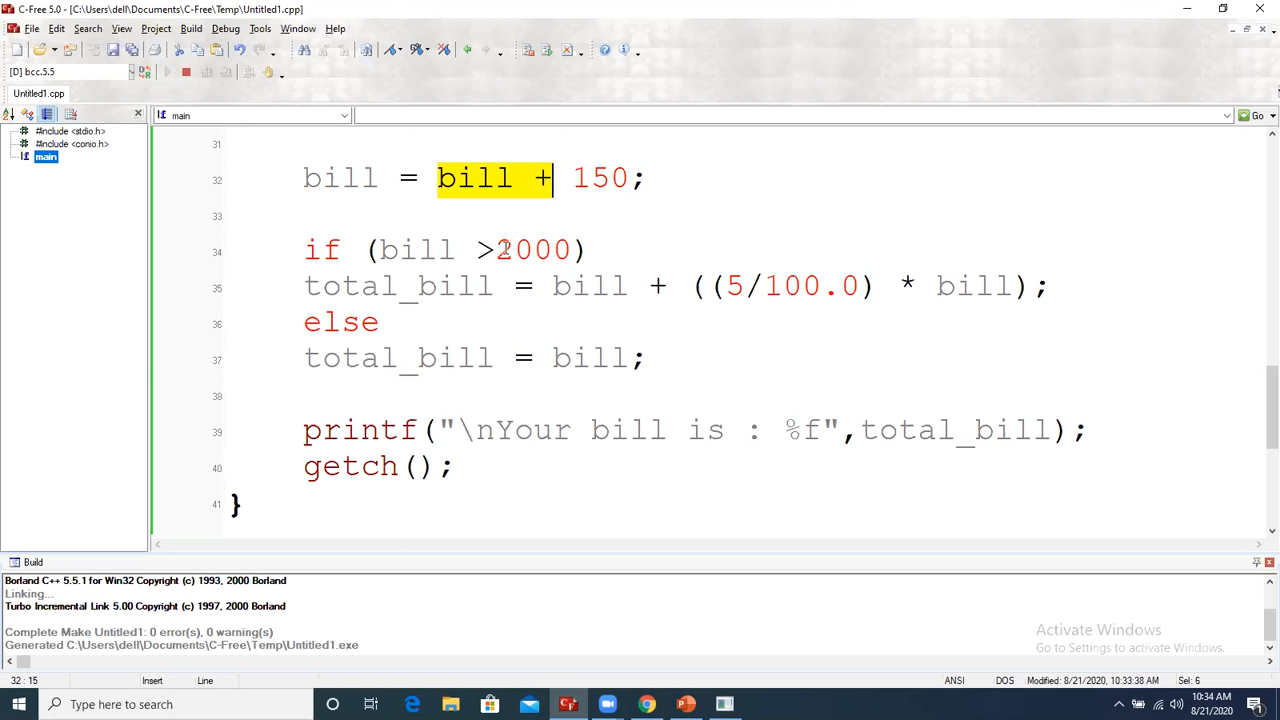 C-Free 5.0 - [C:\Users\dell\Documents\C-Free\Temp\Untitled1.cpp]
File Edit Search View Project Build Debug Tools Window Help
[D] bcc.5.5
Untitled1.cpp
main
Go
#include <stdio.h>
#include <conio.h>
main
31
32 bill = bill + 150;
33
34 if (bill >2000)
35 total_bill = bill + ((5/100.0) * bill);
36 else
37 total_bill = bill;
38
39 printf("\nYour bill is : %f",total_bill);
40 getch();
41 }
Build
Borland C++ 5.5.1 for Win32 Copyright (c) 1993, 2000 Borland
Linking...
Turbo Incremental Link 5.00 Copyright (c) 1997, 2000 Borland
Complete Make Untitled1: 0 error(s), 0 warning(s)
Generated C:\Users\dell\Documents\C-Free\Temp\Untitled1.exe
Activate Windows
Go to Settings to activate Windows.
32 : 15 Insert Line ANSI DOS Modified: 8/21/2020, 10:33:38 AM Sel: 6
Type here to search
10:34 AM
8/21/2020
1